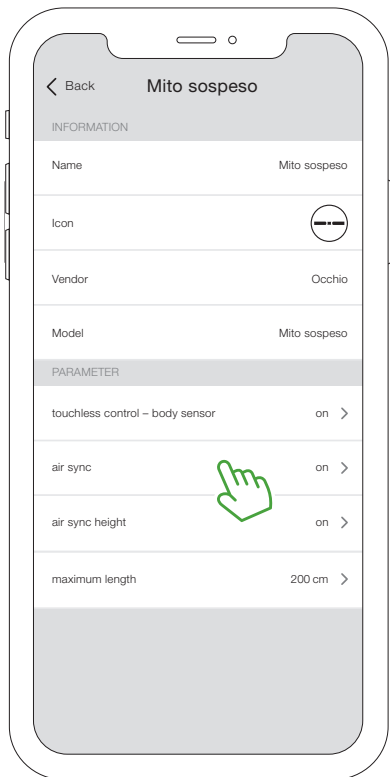 Back Mito sospeso
INFORMATION
Name Mito sospeso
Icon
Vendor Occhio
Model Mito sospeso
PARAMETER
touchless control – body sensor on
air sync on
air sync height on
maximum length 200 cm